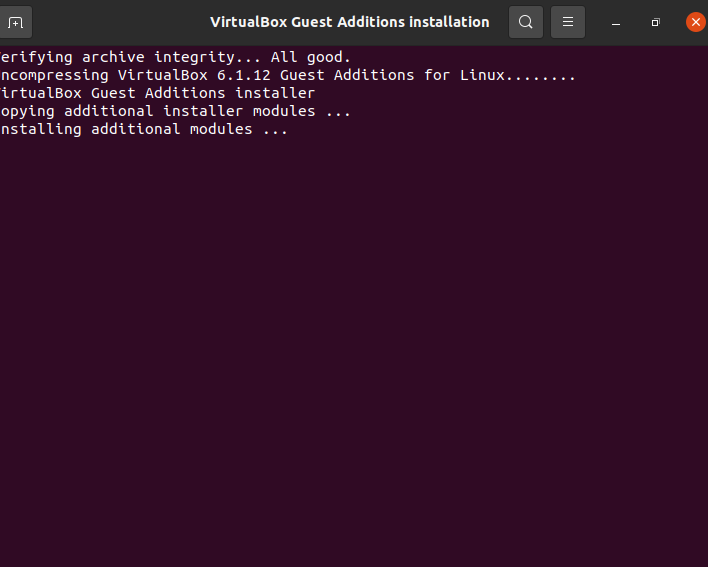 VirtualBox Guest Additions installation
erifying archive integrity... All good.
ncompressing VirtualBox 6.1.12 Guest Additions for Linux........
irtualBox Guest Additions installer
opying additional installer modules ...
nstalling additional modules ...